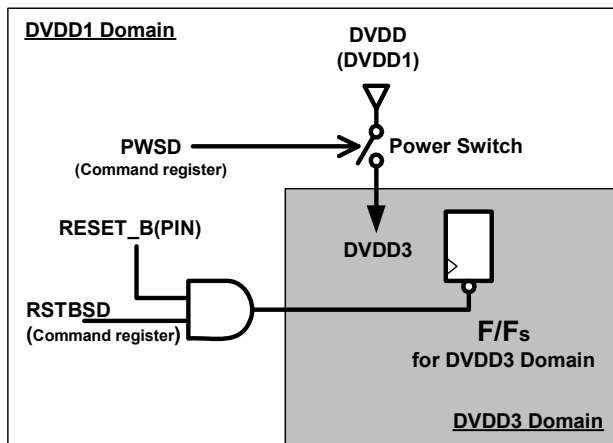 DVDD1 Domain
DVDD
(DVDD1)
PWSD
(Command register)
Power Switch
RESET_B(PIN)
DVDD3
RSTBSD
(Command register)
F/Fs
for DVDD3 Domain
DVDD3 Domain